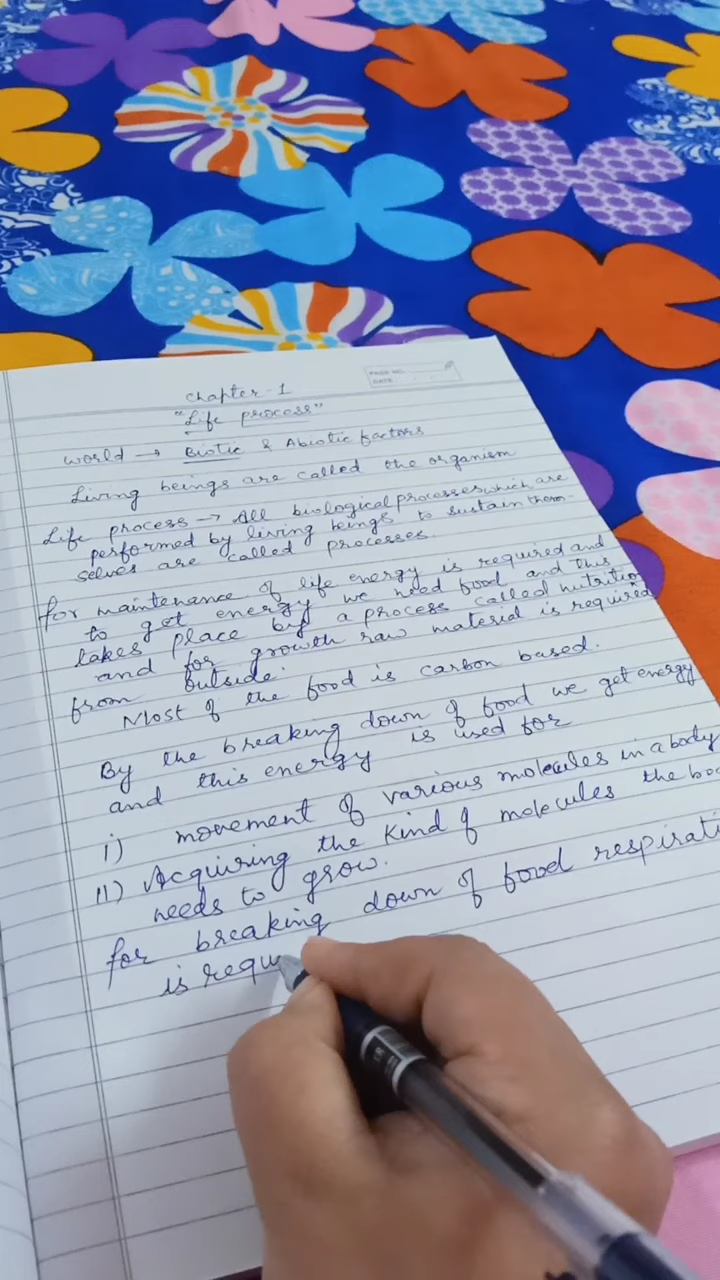 PAGE NO.
DATE
Chapter-1
"Life process"
World → Biotic & Abiotic factors
Living beings are called the organism
Life process → All biological processes which are
performed by living beings to sustain them-
selves are called processes.
for maintenance of life energy is required and
to get energy we need food and this
takes place by a process called nutrition
and for growth raw material is required
from outside.
Most of the food is carbon based.
By the breaking down of food we get energy
and this energy is used for
i) movement of various molecules in a body
ii) Acquiring the kind of molecules the bod
needs to grow.
for breaking down of food respirati
is requ